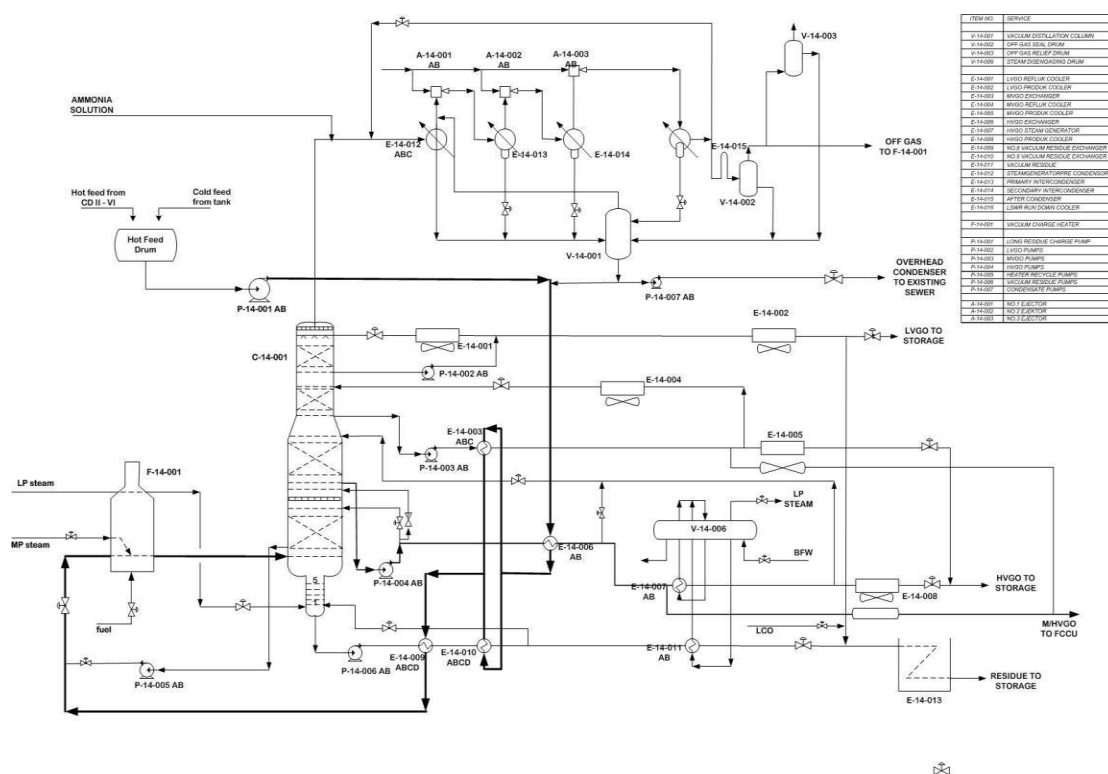 V-14-003
A-14-001
AB
A-14-002
AB
A-14-003
AB
AMMONIA
SOLUTION
E-14-012
ABC
E-14-013
E-14-014
E-14-015
V-14-002
OFF GAS
TO F-14-001
Hot feed from
CD II - VI
Cold feed
from tank
Hot Feed
Drum
V-14-001
P-14-001 AB
P-14-007 AB
OVERHEAD
CONDENSER
TO EXISTING
SEWER
C-14-001
E-14-001
E-14-002
LVGO TO
STORAGE
P-14-002 AB
E-14-004
E-14-003
ABC
E-14-005
P-14-003 AB
F-14-001
LP steam
MP steam
fuel
LP
STEAM
V-14-006
BFW
E-14-006
AB
P-14-004 AB
E-14-007
AB
E-14-008
HVGO TO
STORAGE
M/HVGO
TO FCCU
LCO
5
1
P-14-005 AB
P-14-006 AB
E-14-009
ABCD
E-14-010
ABCD
E-14-011
AB
E-14-013
RESIDUE TO
STORAGE
ITEM NO. SERVICE
V-14-001 VACUUM DISTILLATION COLUMN
V-14-002 OFF GAS SEAL DRUM
V-14-003 OFF GAS RELIEF DRUM
V-14-006 STEAM DISENGAGING DRUM
E-14-001 LVGO REFLUK COOLER
E-14-002 LVGO PRODUK COOLER
E-14-003 MVGO EXCHANGER
E-14-004 MVGO REFLUK COOLER
E-14-005 MVGO PRODUK COOLER
E-14-006 HVGO EXCHANGER
E-14-007 HVGO STEAM GENERATOR
E-14-008 HVGO PRODUK COOLER
E-14-009 NO.8 VACUUM RESIDUE EXCHANGER
E-14-010 NO.8 VACUUM RESIDUE EXCHANGER
E-14-011 VACUUM RESIDUE
E-14-012 STEAMGENERATORPRE CONDENSOR
E-14-013 PRIMARY INTERCONDENSER
E-14-014 SECONDARY INTERCONDENSER
E-14-015 AFTER CONDENSER
E-14-016 LSWR RUN DOWN COOLER
F-14-001 VACUUM CHARGE HEATER
P-14-001 LONG RESIDUE CHARGE PUMP
P-14-002 LVGO PUMPS
P-14-003 MVGO PUMPS
P-14-004 HVGO PUMPS
P-14-005 HEATER RECYCLE PUMPS
P-14-006 VACUUM RESIDUE PUMPS
P-14-007 CONDENSATE PUMPS
A-14-001 NO.1 EJECTOR
A-14-002 NO.2 EJEKTOR
A-14-003 NO.3 EJECTOR